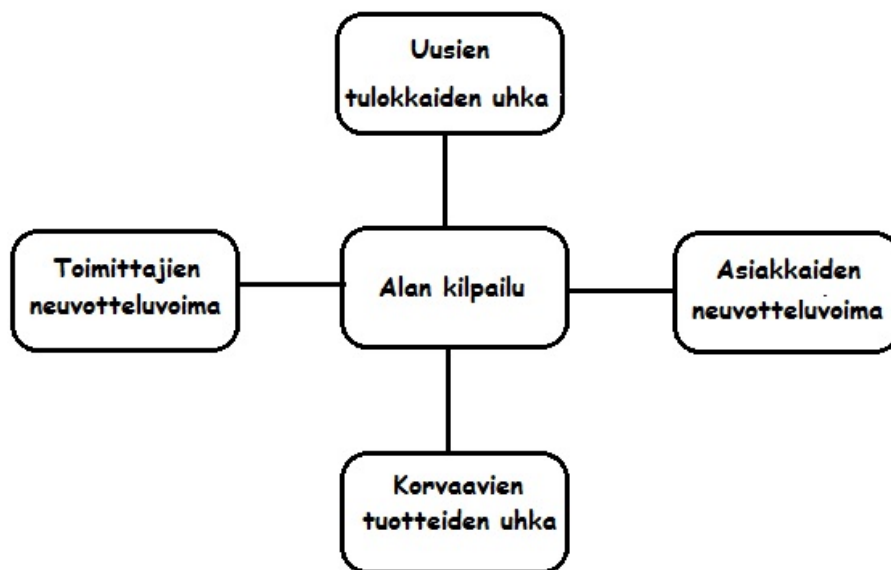 Uusien
tulokkaiden uhka
Toimittajien
neuvotteluvoima
Alan kilpailu
Asiakkaiden
neuvotteluvoima
Korvaavien
tuotteiden uhka